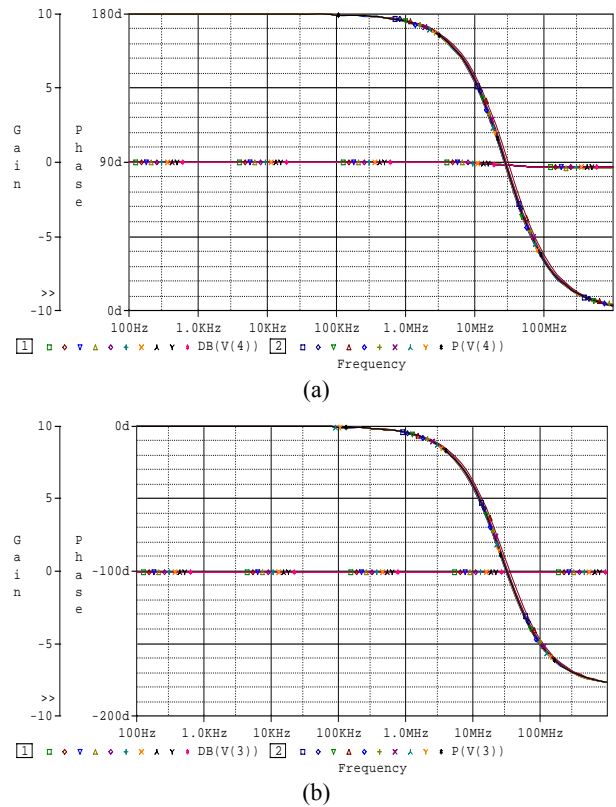 10
180d
5
G
a
i
n
P
h
a
s
e
0
90d
-5
>>
-10
0d
100Hz
1.0KHz
10KHz
100KHz
1.0MHz
10MHz
100MHz
1
DB(V(4))
2
P(V(4))
Frequency
(a)
10
0d
5
G
a
i
n
P
h
a
s
e
0
-100d
-5
>>
-10
-200d
100Hz
1.0KHz
10KHz
100KHz
1.0MHz
10MHz
100MHz
1
DB(V(3))
2
P(V(3))
Frequency
(b)